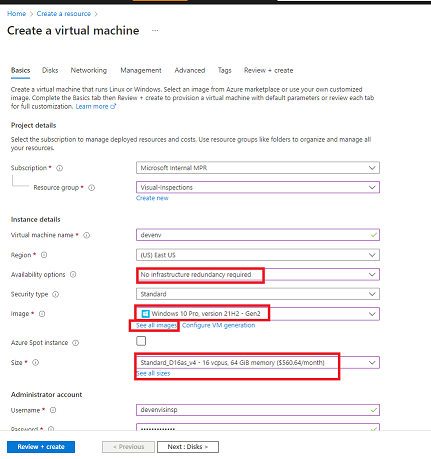 Home > Create a resource >
Create a virtual machine ...
Basics Disks Networking Management Advanced Tags Review + create
Create a virtual machine that runs Linux or Windows. Select an image from Azure marketplace or use your own customized
image. Complete the Basics tab then Review + create to provision a virtual machine with default parameters or review each tab
for full customization. Learn more
Project details
Select the subscription to manage deployed resources and costs. Use resource groups like folders to organize and manage all
your resources.
Subscription * Microsoft Internal MPR
Resource group * Visual-Inspections
Create new
Instance details
Virtual machine name * devenv
Region * (US) East US
Availability options No infrastructure redundancy required
Security type Standard
Image * Windows 10 Pro, version 21H2 - Gen2
See all images Configure VM generation
Azure Spot instance
Size * Standard_D16as_v4 - 16 vcpus, 64 GiB memory ($560.64/month)
See all sizes
Administrator account
Username * devenvisinsp
Password * •••••••••••••
Review + create < Previous Next : Disks >